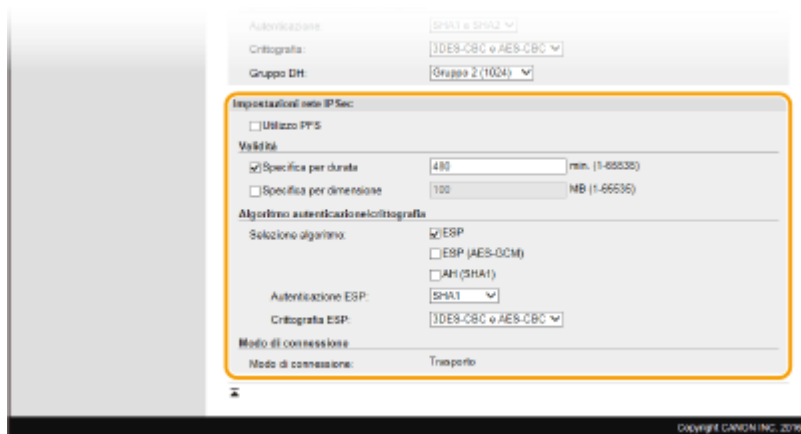 Autenticazione: SHA1 e SHA2
Crittografia: 3DES-CBC e AES-CBC
Gruppo DH: Gruppo 2 (1024)
Impostazioni rete IPSec
Utilizzo PFS
Validità
Specifica per durata 480 min. (1-65535)
Specifica per dimensione 100 MB (1-65535)
Algoritmo autenticazione/crittografia
Selezione algoritmo: ESP
ESP (AES-GCM)
AH (SHA1)
Autenticazione ESP: SHA1
Crittografia ESP: 3DES-CBC e AES-CBC
Modo di connessione
Modo di connessione: Trasporto
Copyright CANON INC. 2016